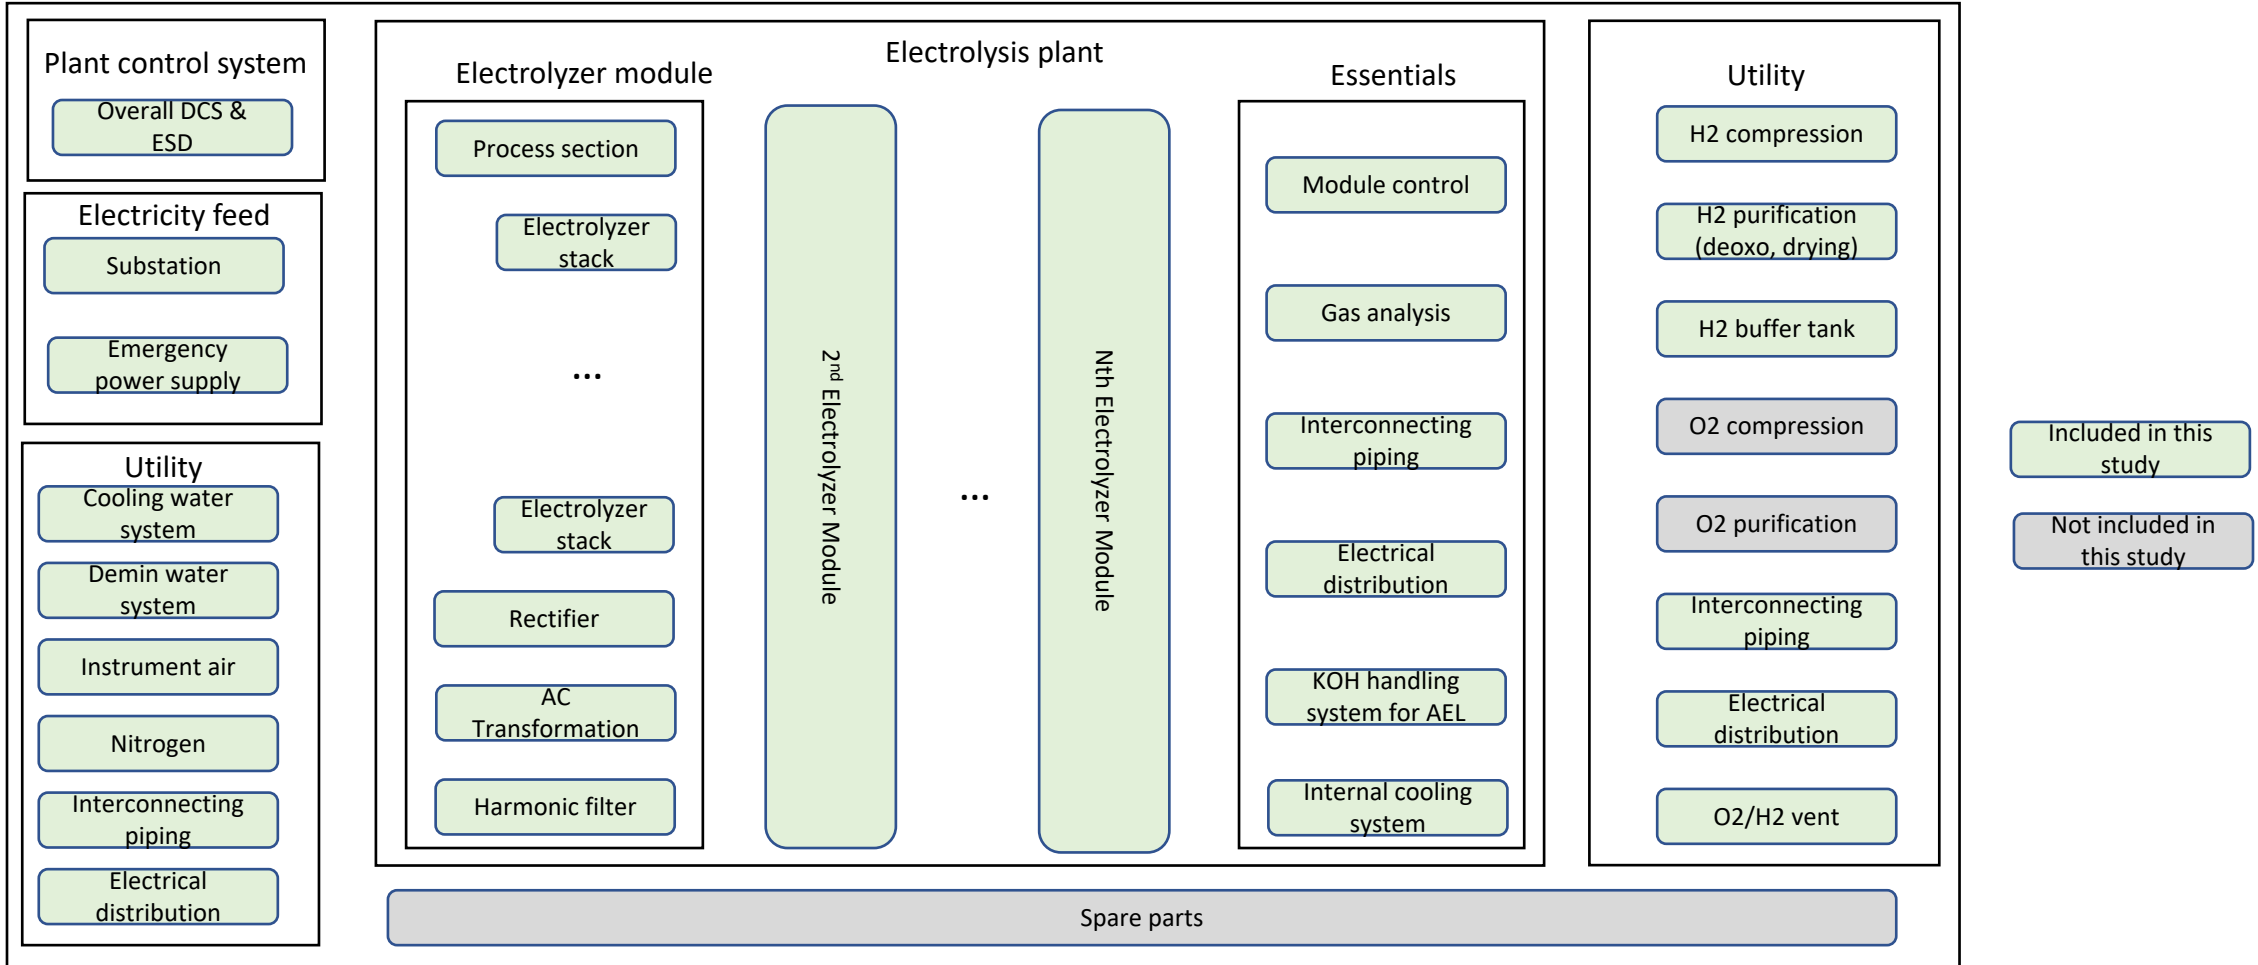 Plant control system
Overall DCS &
ESD
Electricity feed
Substation
Emergency
power supply
Utility
Cooling water
system
Demin water
system
Instrument air
Nitrogen
Interconnecting
piping
Electrical
distribution
Electrolysis plant
Electrolyzer module
Process section
Electrolyzer
stack
...
Electrolyzer
stack
Rectifier
AC
Transformation
Harmonic filter
2nd Electrolyzer Module
...
Nth Electrolyzer Module
Essentials
Module control
Gas analysis
Interconnecting
piping
Electrical
distribution
KOH handling
system for AEL
Internal cooling
system
Utility
H2 compression
H2 purification
(deoxo, drying)
H2 buffer tank
O2 compression
O2 purification
Interconnecting
piping
Electrical
distribution
O2/H2 vent
Spare parts
Included in this
study
Not included in
this study